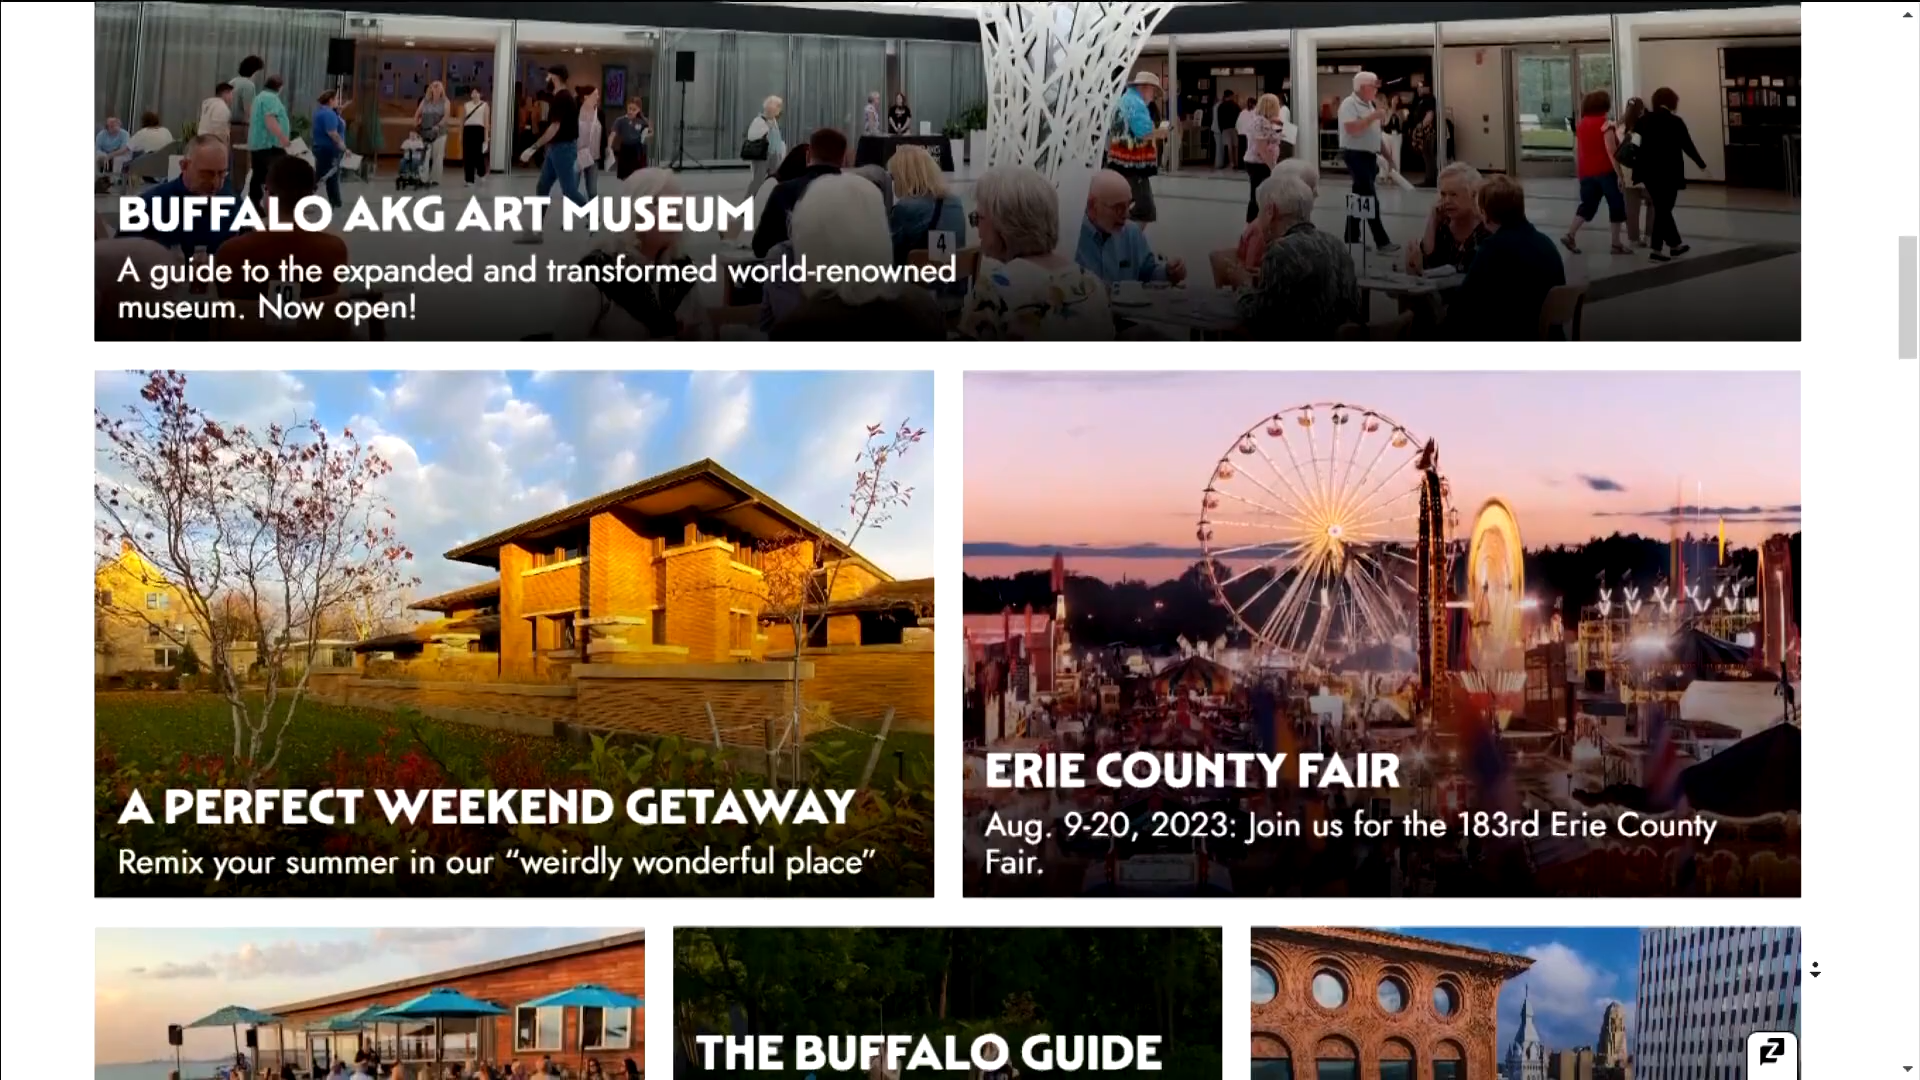 BUFFALO AKG ART MUSEUM
A guide to the expanded and transformed world-renowned
museum. Now open!
4
14
A PERFECT WEEKEND GETAWAY
Remix your summer in our “weirdly wonderful place”
ERIE COUNTY FAIR
Aug. 9-20, 2023: Join us for the 183rd Erie County
Fair.
THE BUFFALO GUIDE